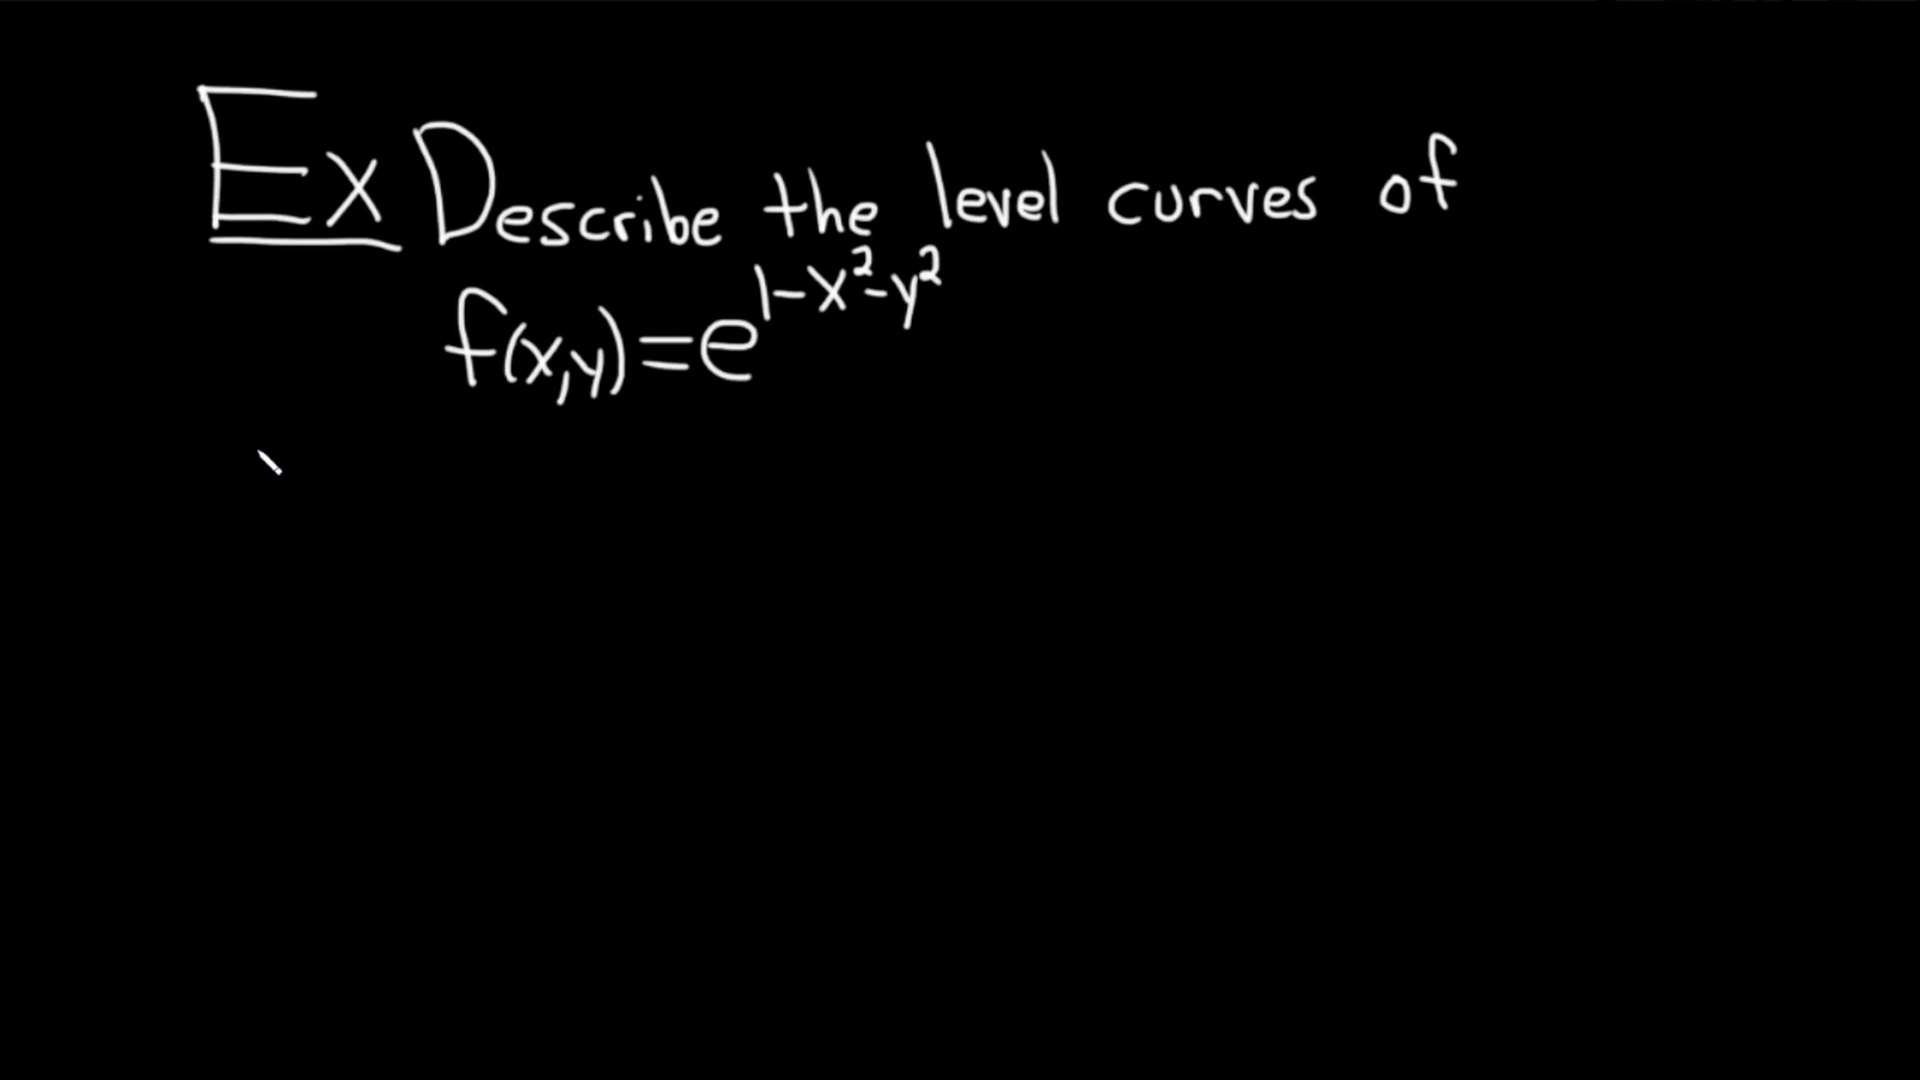 Ex Describe the level curves of
f(x,y)=e^{1-x²-y²}